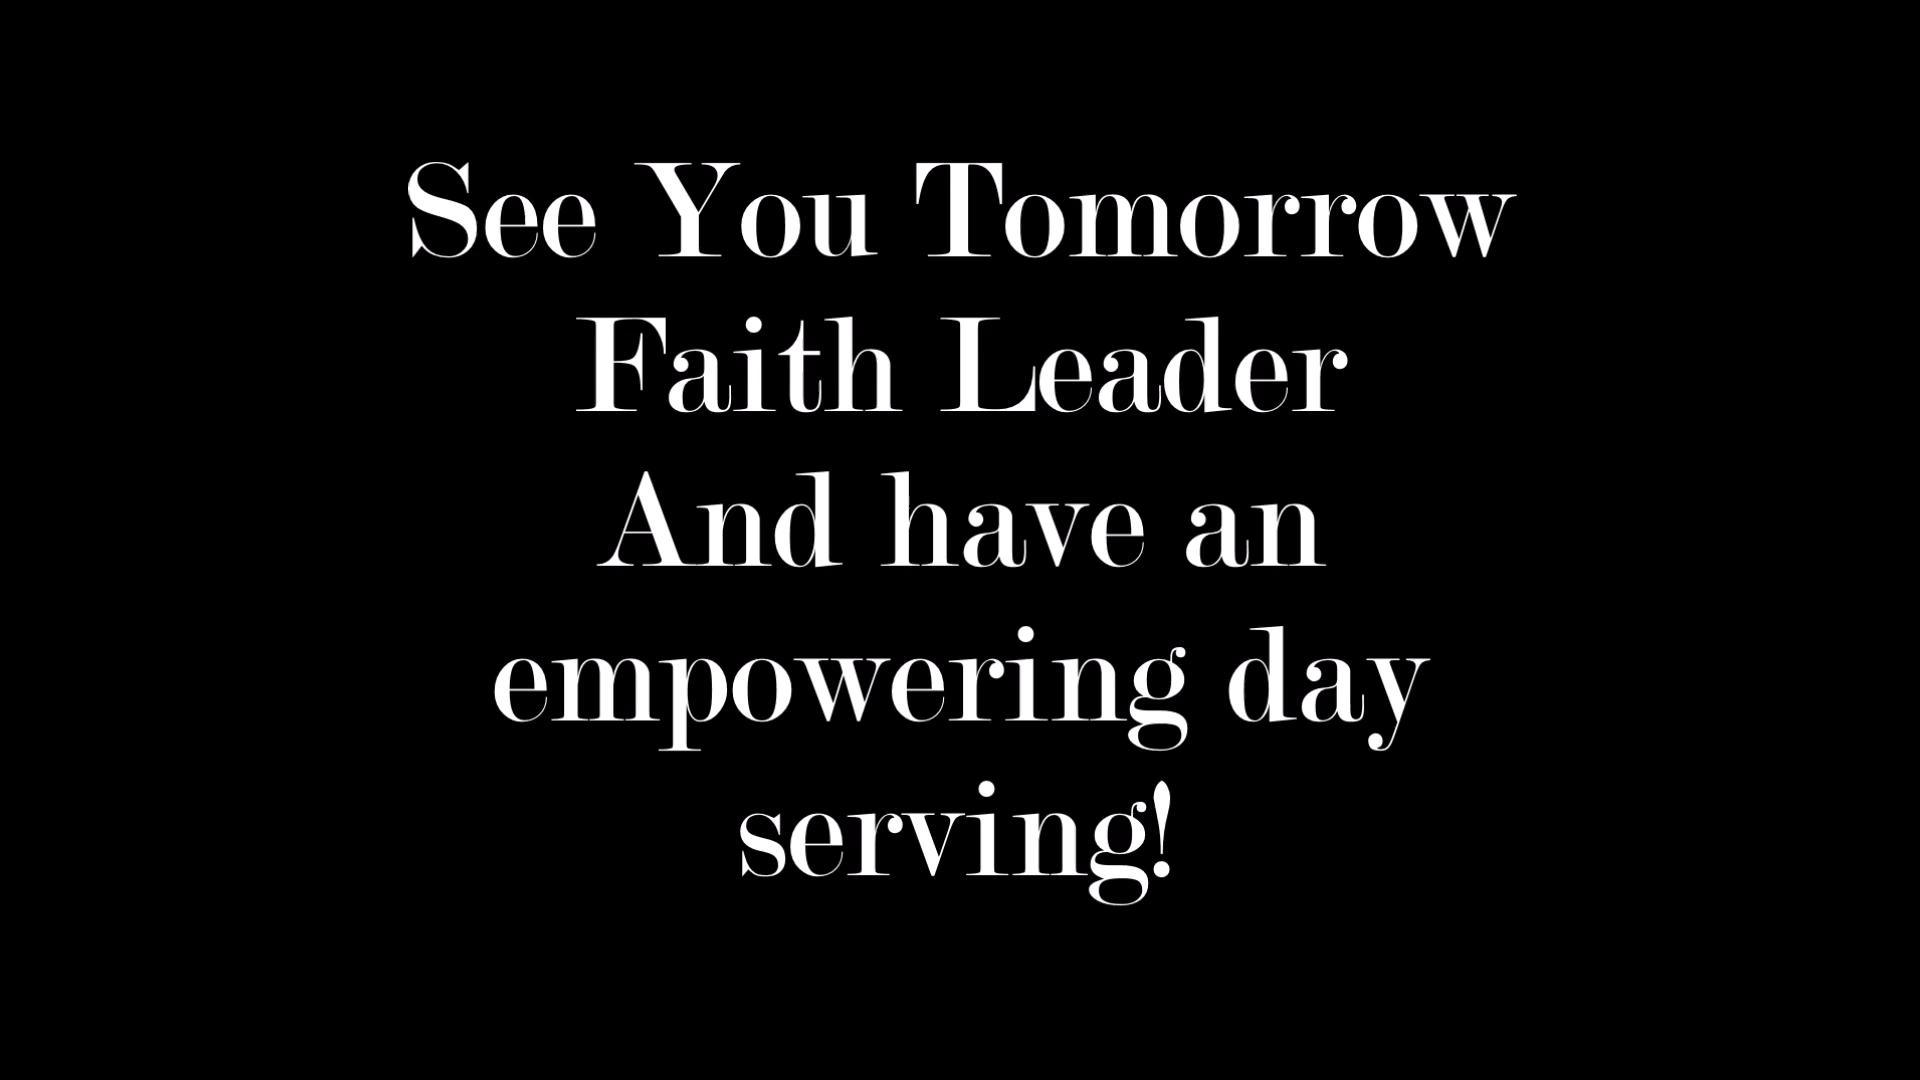 See You Tomorrow
Faith Leader
And have an
empowering day
serving!